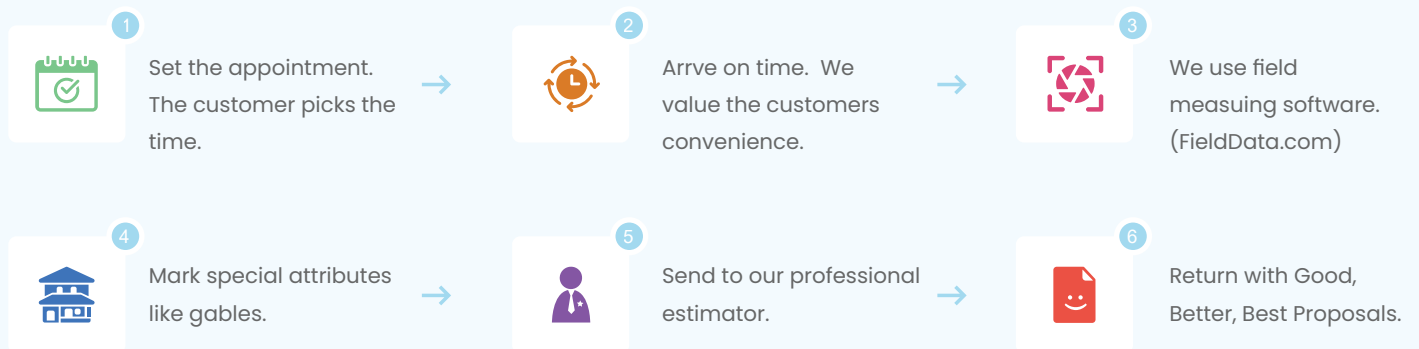 1
Set the appointment.
The customer picks the
time.
2
Arrve on time.  We
value the customers
convenience.
3
We use field
measuing software.
(FieldData.com)
4
Mark special attributes
like gables.
5
Send to our professional
estimator.
6
Return with Good,
Better, Best Proposals.